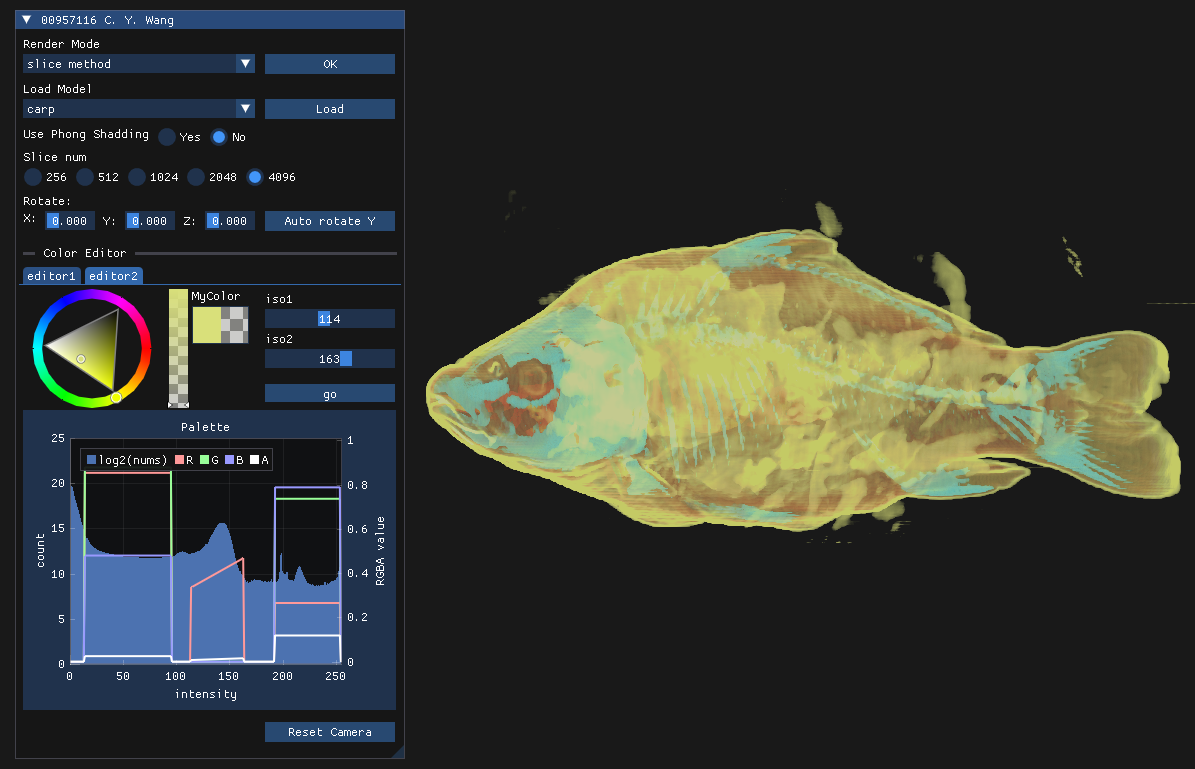 00957116 C. Y. Wang
Render Mode
slice method
OK
Load Model
carp
Load
Use Phong Shadding
Yes
No
Slice num
256
512
1024
2048
4096
Rotate:
X:
0.000
Y:
0.000
Z:
0.000
Auto rotate Y
Color Editor
editor1
editor2
MyColor
iso1
114
iso2
163
go
Palette
log2(nums)
R
G
B
A
25
20
15
10
5
0
count
0
50
100
150
200
250
intensity
1
0.8
0.6
0.4
0.2
0
RGBA value
Reset Camera